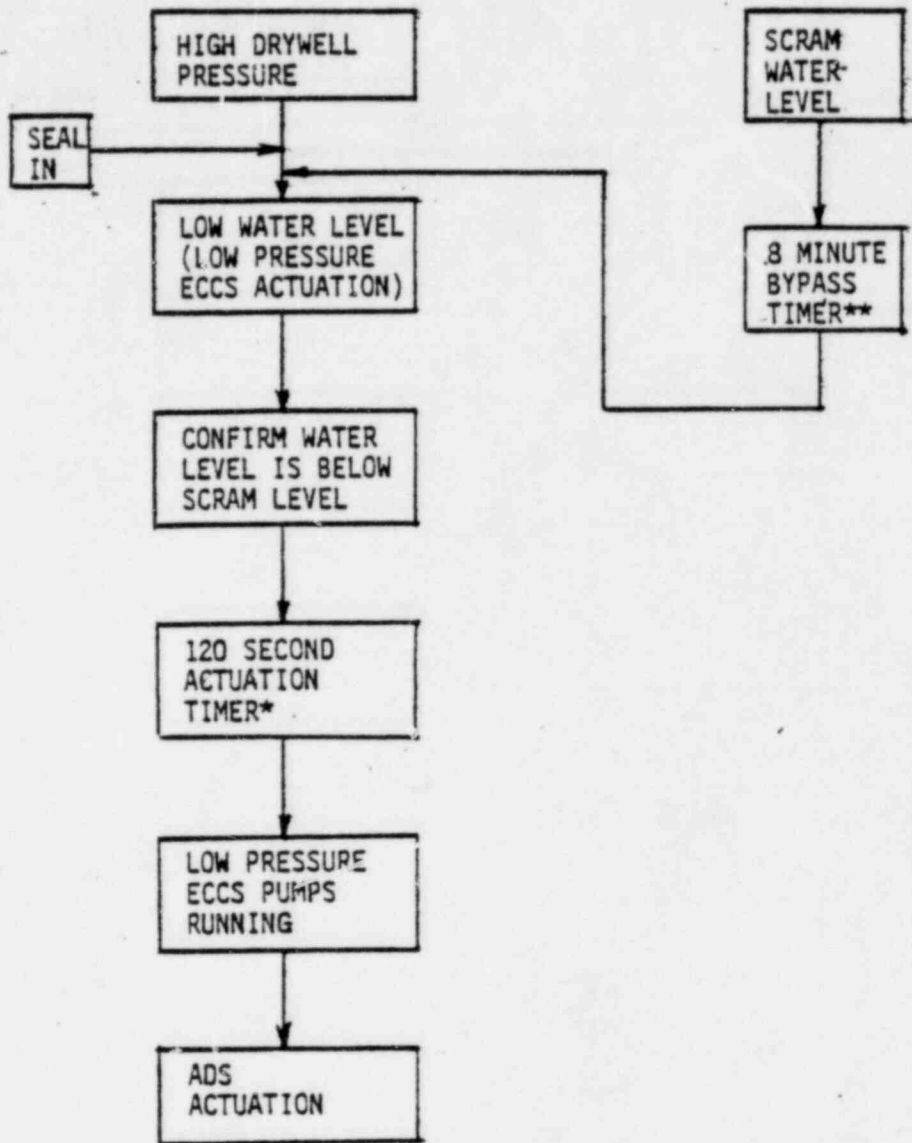 HIGH DRYWELL
PRESSURE
SCRAM
WATER-
LEVEL
SEAL
IN
LOW WATER LEVEL
(LOW PRESSURE
ECCS ACTUATION)
8 MINUTE
BYPASS
TIMER**
CONFIRM WATER
LEVEL IS BELOW
SCRAM LEVEL
120 SECOND
ACTUATION
TIMER*
LOW PRESSURE
ECCS PUMPS
RUNNING
ADS
ACTUATION